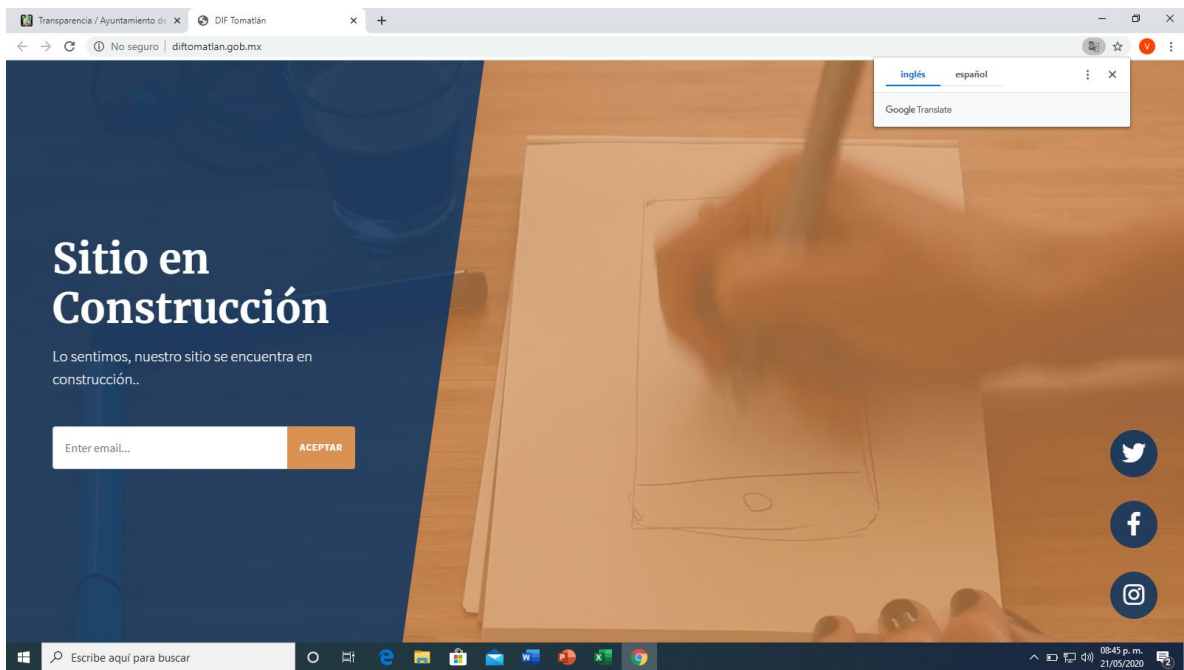 Transparencia / Ayuntamiento de
DIF Tomatlán
No seguro | diftomatlan.gob.mx
inglés español
Google Translate
Sitio en
Construcción
Lo sentimos, nuestro sitio se encuentra en
construcción..
Enter email... ACEPTAR
Escribe aquí para buscar
08:45 p. m.
21/05/2020